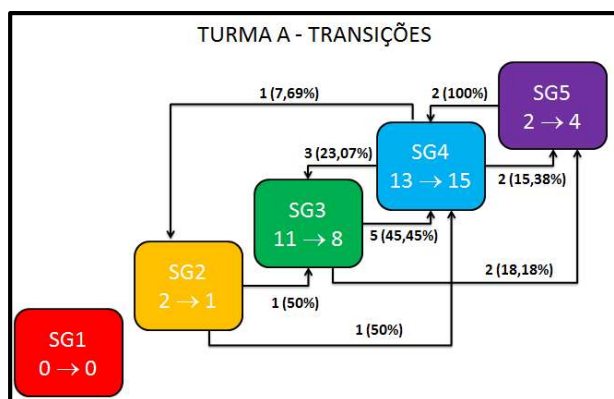 TURMA A - TRANSIÇÕES
1 (7,69%)
2 (100%)
SG5
2 → 4
3 (23,07%)
SG4
13 → 15
2 (15,38%)
SG3
11 → 8
5 (45,45%)
SG2
2 → 1
2 (18,18%)
1 (50%)
1 (50%)
SG1
0 → 0